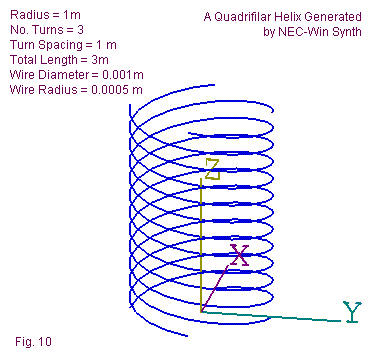 Radius = 1m
No. Turns = 3
Turn Spacing = 1 m
Total Length = 3m
Wire Diameter = 0.001m
Wire Radius = 0.0005 m
A Quadrifilar Helix Generated
by NEC-Win Synth
Z
X
Y
Fig. 10